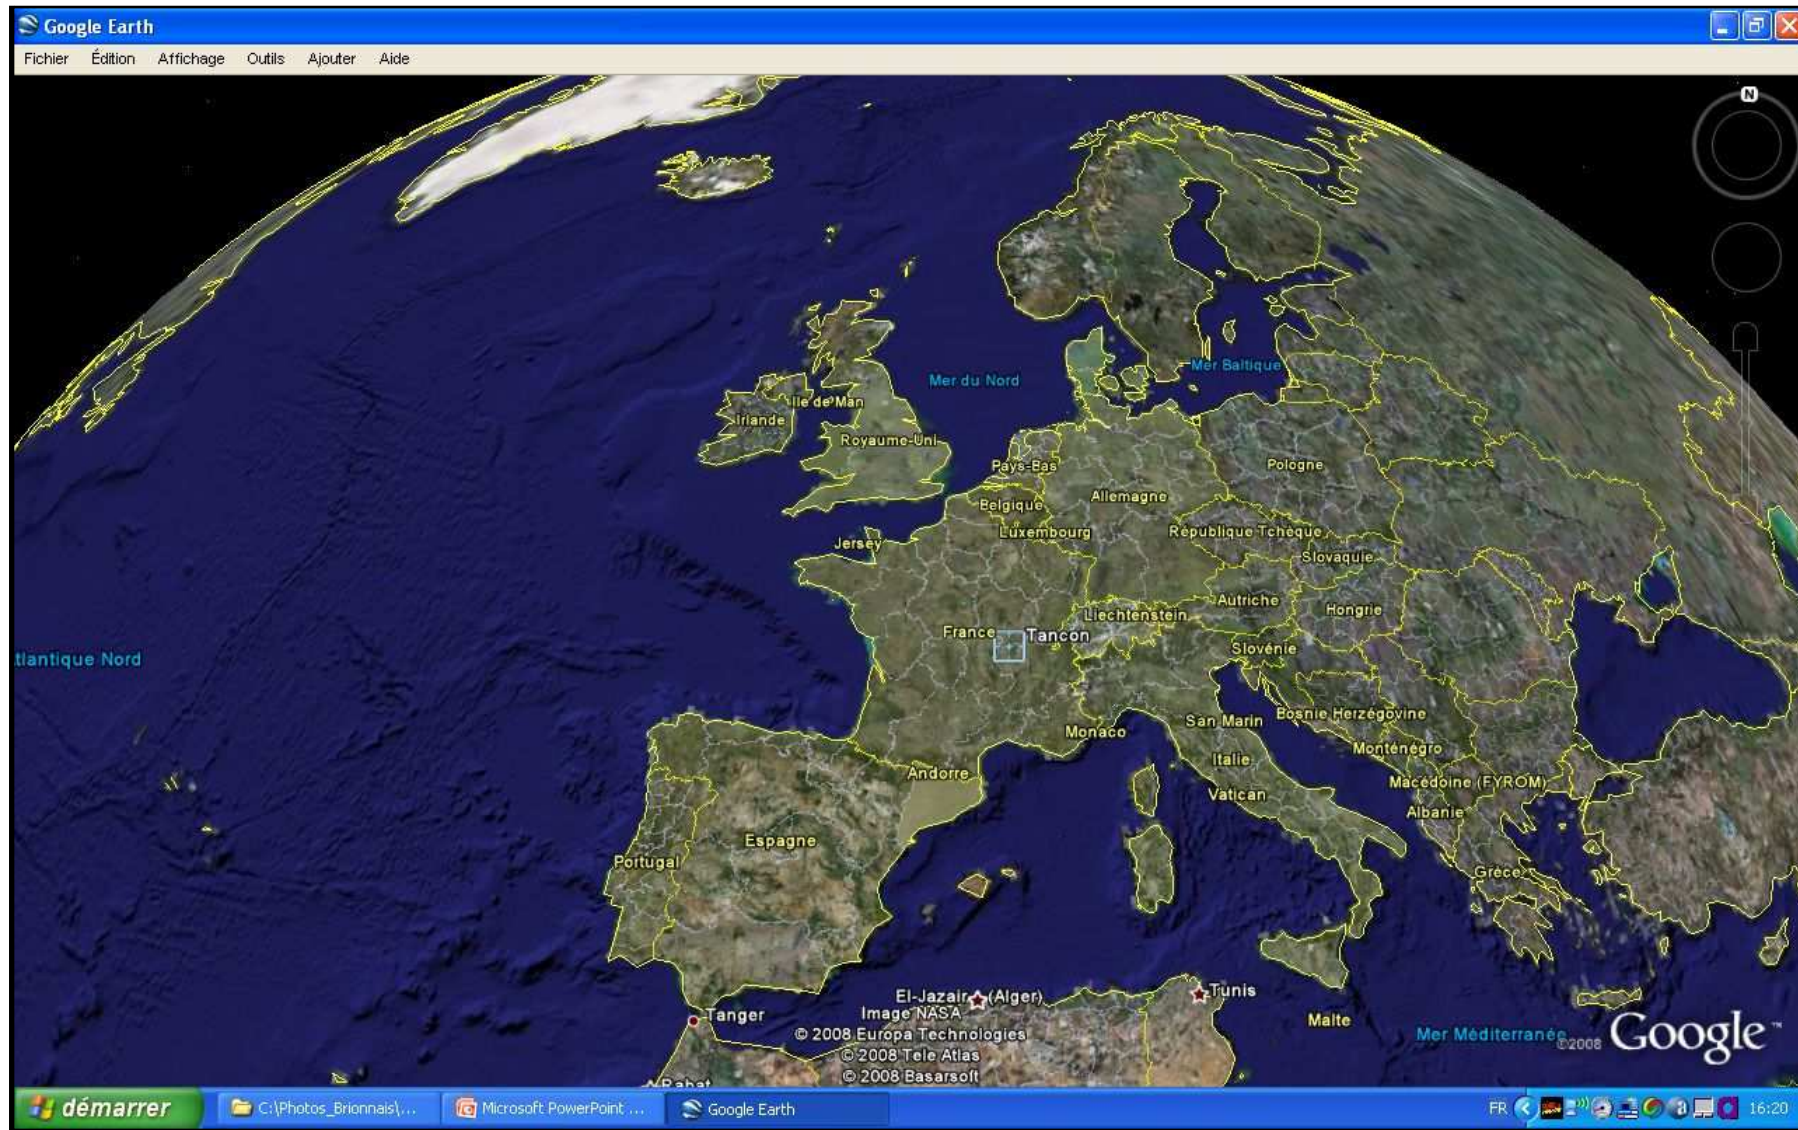 Google Earth
Fichier Édition Affichage Outils Ajouter Aide
N
Mer du Nord
Mer Baltique
Ile de Man
Irlande
Royaume-Uni
Pays-Bas
Pologne
Allemagne
Belgique
Luxembourg
République Tchèque
Jersey
Slovaquie
Autriche
Hongrie
Liechtenstein
France
Tancon
Slovénie
tlantique Nord
San Marin
Bosnie Herzégovine
Monaco
Monténégro
Italie
Andorre
Macédoine (FYROM)
Vatican
Albanie
Espagne
Portugal
Grèce
El-Jazair (Alger)
Tunis
Image NASA
Tanger
Malte
© 2008 Europa Technologies
Mer Méditerranée
©2008 Google™
© 2008 Tele Atlas
© 2008 Basarsoft
Rabat
démarrer
C:\Photos_Brionnais\...
Microsoft PowerPoint ...
Google Earth
FR
16:20